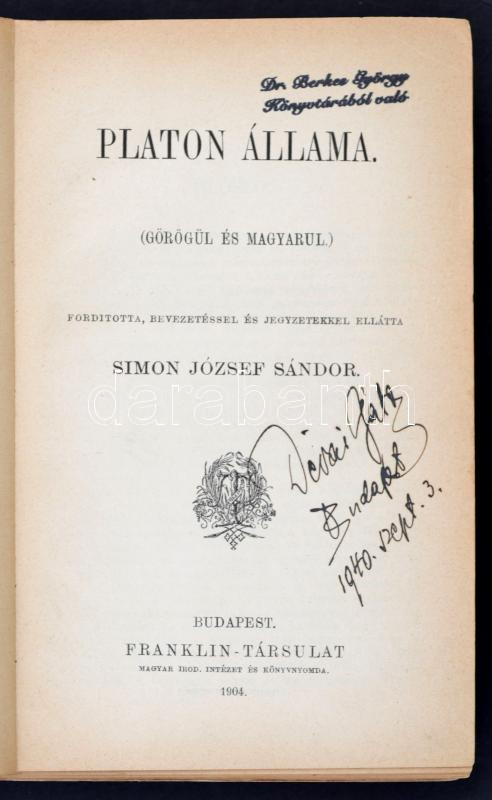 Dr. Berkes György
Könyvtárából való
PLATON ÁLLAMA.
(GÖRÖGÜL ÉS MAGYARUL.)
FORDITOTTA, BEVEZETÉSSEL ÉS JEGYZETEKKEL ELLÁTTA
SIMON JÓZSEF SÁNDOR.
darabanth
Budapest
1940. szept. 3.
BUDAPEST.
FRANKLIN-TÁRSULAT
MAGYAR IROD. INTÉZET ÉS KÖNYVNYOMDA.
1904.